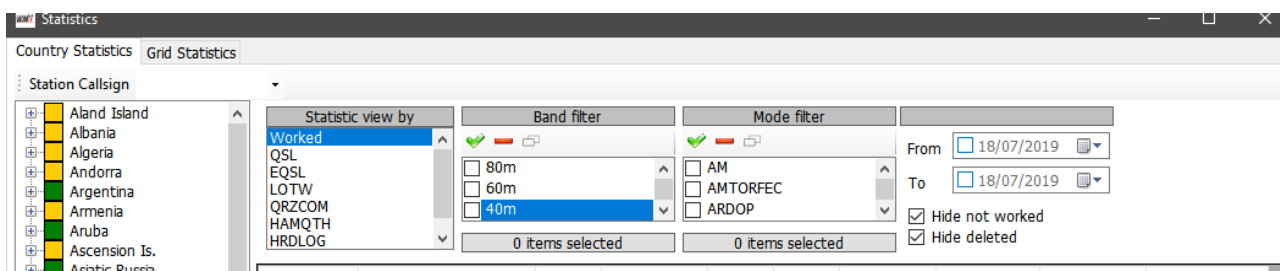 Statistics
Country Statistics Grid Statistics
Station Callsign
Aland Island
Albania
Algeria
Andorra
Argentina
Armenia
Aruba
Ascension Is.
Asiatic Russia
Statistic view by
Worked
QSL
EQSL
LOTW
QRZCOM
HAMQTH
HRDLOG
Band filter
80m
60m
40m
0 items selected
Mode filter
AM
AMTORFEC
ARDOP
0 items selected
From 18/07/2019
To 18/07/2019
Hide not worked
Hide deleted